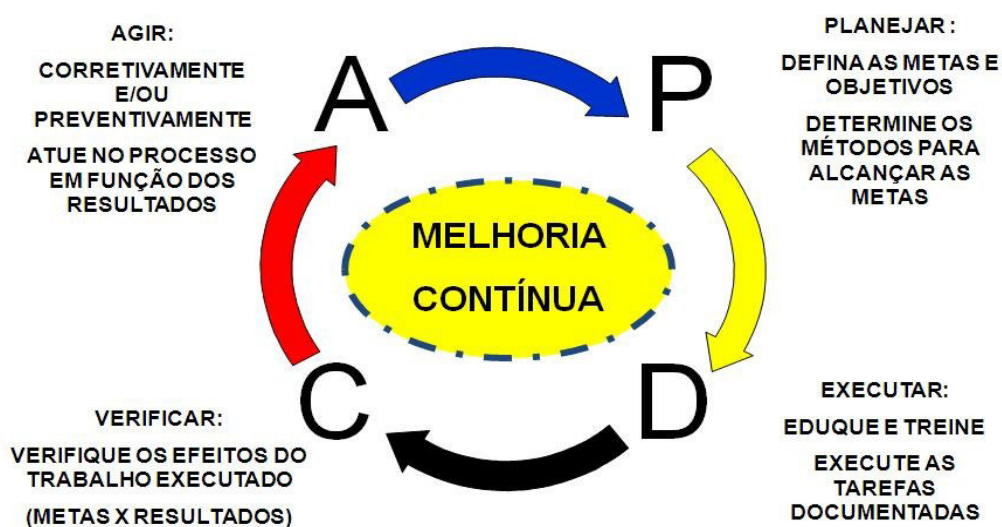 AGIR:
CORRETIVAMENTE
E/OU
PREVENTIVAMENTE
ATUE NO PROCESSO
EM FUNÇÃO DOS
RESULTADOS
A
P
PLANEJAR :
DEFINA AS METAS E
OBJETIVOS
DETERMINE OS
MÉTODOS PARA
ALCANÇAR AS
METAS
MELHORIA
CONTÍNUA
VERIFICAR:
VERIFIQUE OS EFEITOS DO
TRABALHO EXECUTADO
(METAS X RESULTADOS)
C
D
EXECUTAR:
EDUQUE E TREINE
EXECUTE AS
TAREFAS
DOCUMENTADAS